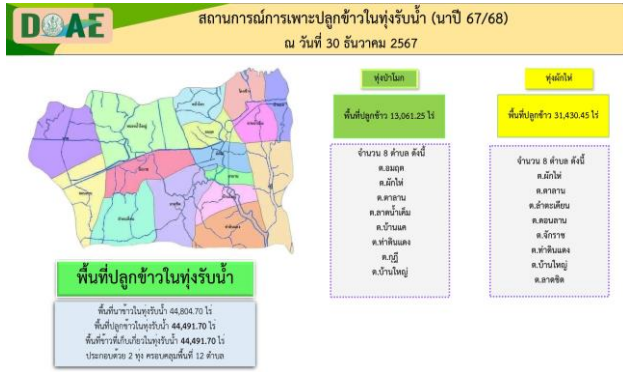 DOAE
สถานการณ์การเพาะปลูกข้าวในทุ่งรับน้ำ (นาปี 67/68)
ณ วันที่ 30 ธันวาคม 2567
ทุ่งป่าโมก
พื้นที่ปลูกข้าว 13,061.25 ไร่
จำนวน 8 ตำบล ดังนี้
ต.อมฤต
ต.ผักไห่
ต.ตาลาน
ต.ลาดน้ำเค็ม
ต.บ้านแค
ต.ท่าดินแดง
ต.กุฎี
ต.บ้านใหญ่
ทุ่งผักไห่
พื้นที่ปลูกข้าว 31,430.45 ไร่
จำนวน 8 ตำบล ดังนี้
ต.ผักไห่
ต.ตาลาน
ต.ลำตะเคียน
ต.ดอนลาน
ต.จักราช
ต.ท่าดินแดง
ต.บ้านใหญ่
ต.ลาดชิด
พื้นที่ปลูกข้าวในทุ่งรับน้ำ
พื้นที่นาข้าวในทุ่งรับน้ำ 44,804.70 ไร่
พื้นที่ปลูกข้าวในทุ่งรับน้ำ 44,491.70 ไร่
พื้นที่ข้าวที่เก็บเกี่ยวในทุ่งรับน้ำ 44,491.70 ไร่
ประกอบด้วย 2 ทุ่ง ครอบคลุมพื้นที่ 12 ตำบล